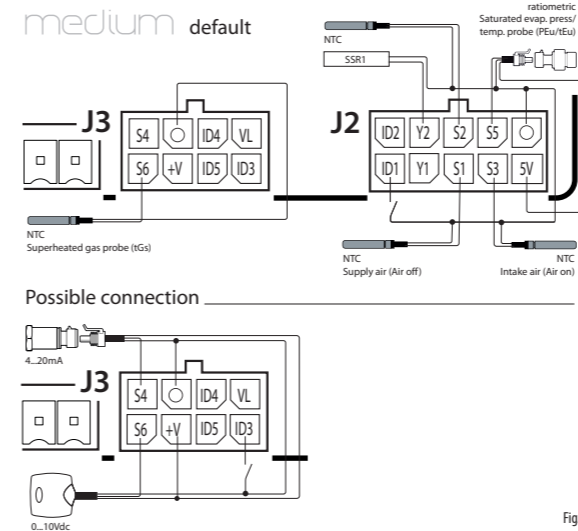 medium default
ratiometric
Saturated evap. press/
temp. probe (PEu/tEu)
NTC
SSR1
J3
S4 ID4 VL
S6 +V ID5 ID3
J2
ID2 Y2 S2 S5
ID1 Y1 S1 S3 5V
NTC
Superheated gas probe (tGs)
NTC
Supply air (Air off)
NTC
Intake air (Air on)
Possible connection
4...20mA
J3
S4 ID4 VL
S6 +V ID5 ID3
0...10Vdc
Fig